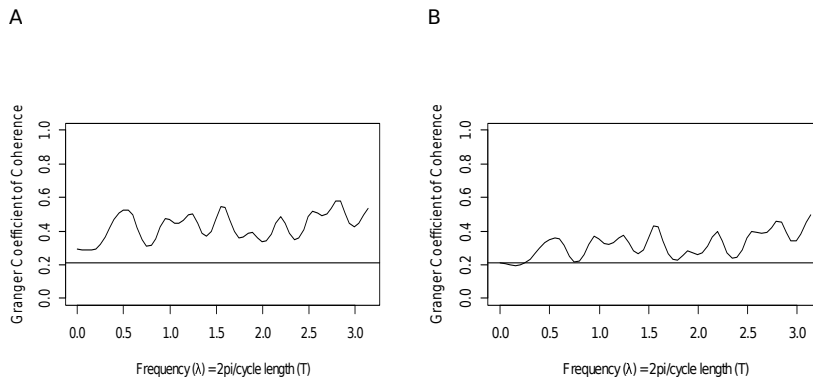 A
B
Granger Coefficient of Coherence
0.0 0.2 0.4 0.6 0.8 1.0
0.0 0.5 1.0 1.5 2.0 2.5 3.0
Frequency (λ) = 2pi/cycle length (T)
Granger Coefficient of Coherence
0.0 0.2 0.4 0.6 0.8 1.0
0.0 0.5 1.0 1.5 2.0 2.5 3.0
Frequency (λ) = 2pi/cycle length (T)